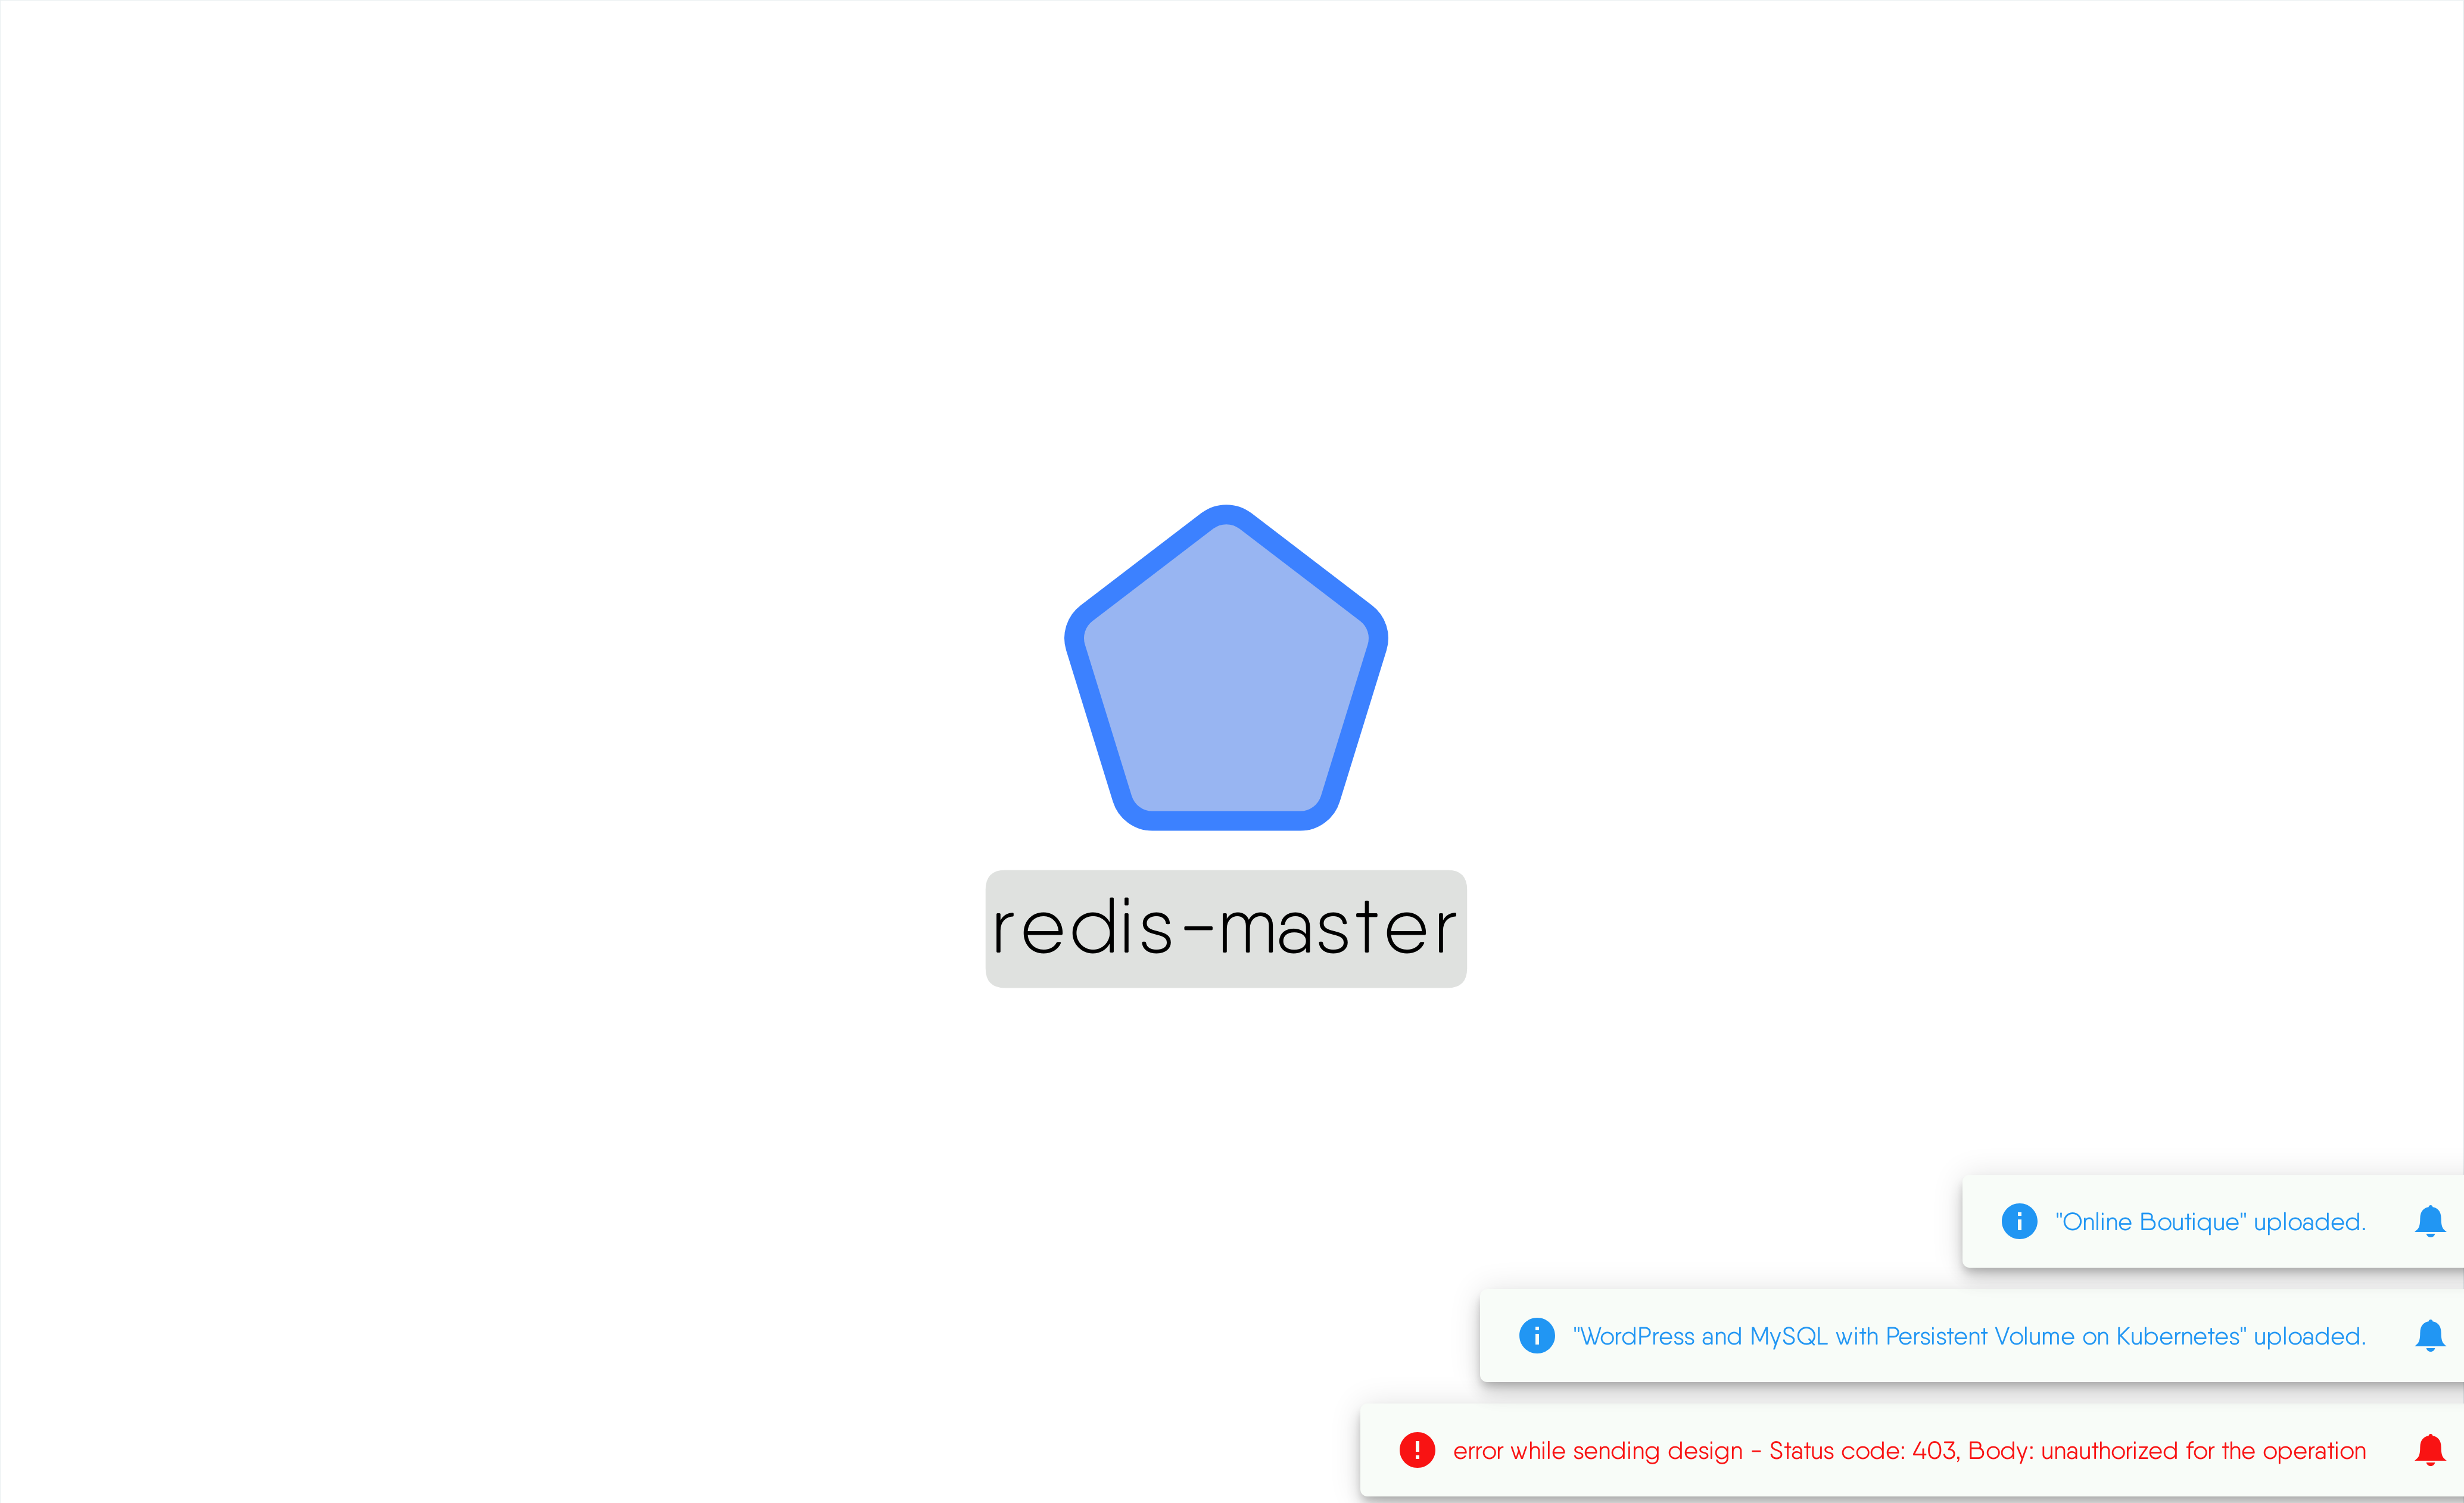 redis-master
"Online Boutique" uploaded.
"WordPress and MySQL with Persistent Volume on Kubernetes" uploaded.
error while sending design - Status code: 403, Body: unauthorized for the operation